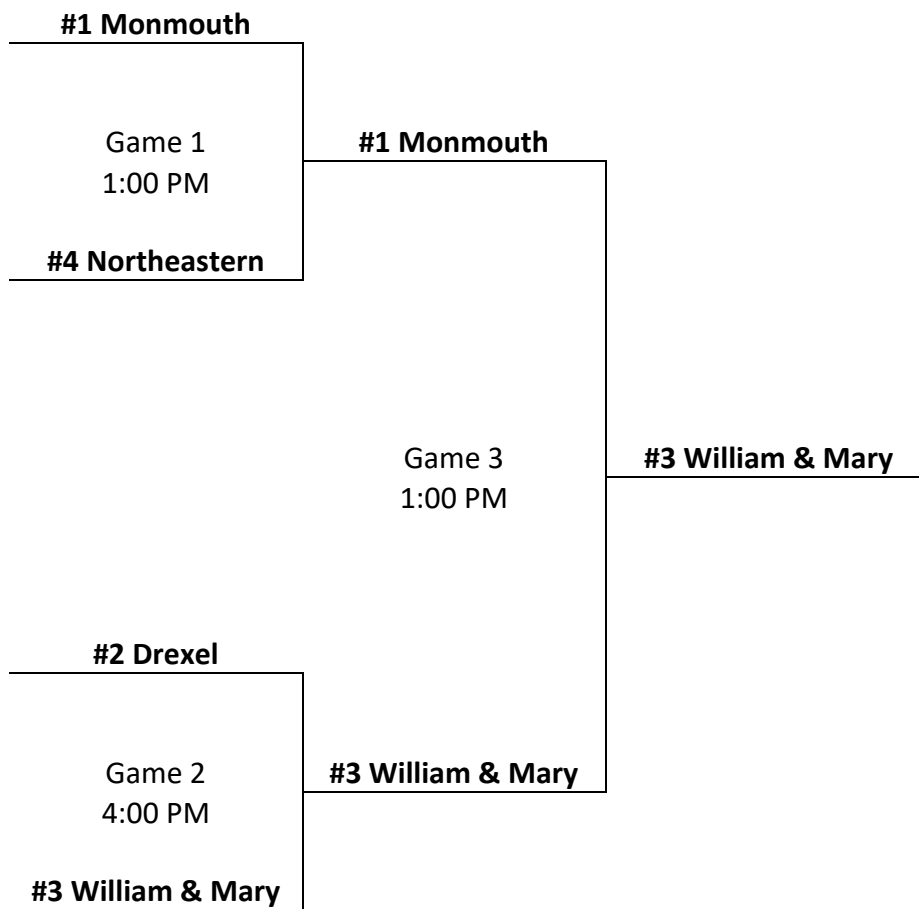 #1 Monmouth
Game 1
1:00 PM
#1 Monmouth
#4 Northeastern
Game 3
1:00 PM
#3 William & Mary
#2 Drexel
Game 2
4:00 PM
#3 William & Mary
#3 William & Mary